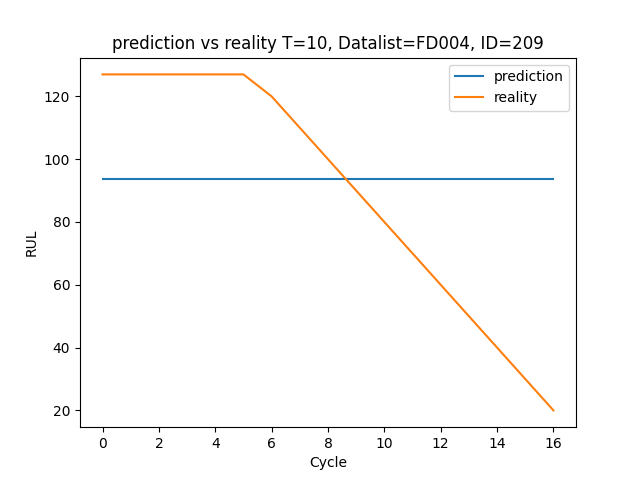 prediction vs reality T=10, Datalist=FD004, ID=209
prediction
reality
120
100
80
60
40
20
RUL
0 2 4 6 8 10 12 14 16
Cycle